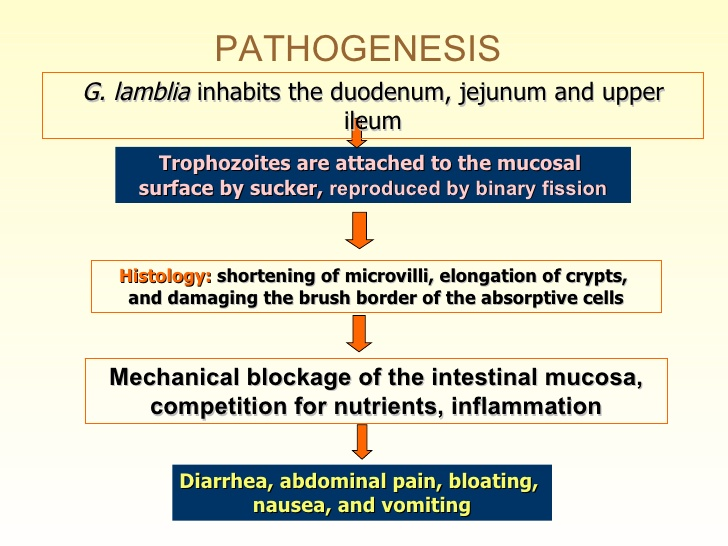 PATHOGENESIS
G. lamblia inhabits the duodenum, jejunum and upper
ileum
Trophozoites are attached to the mucosal
surface by sucker, reproduced by binary fission
Histology: shortening of microvilli, elongation of crypts,
and damaging the brush border of the absorptive cells
Mechanical blockage of the intestinal mucosa,
competition for nutrients, inflammation
Diarrhea, abdominal pain, bloating,
nausea, and vomiting